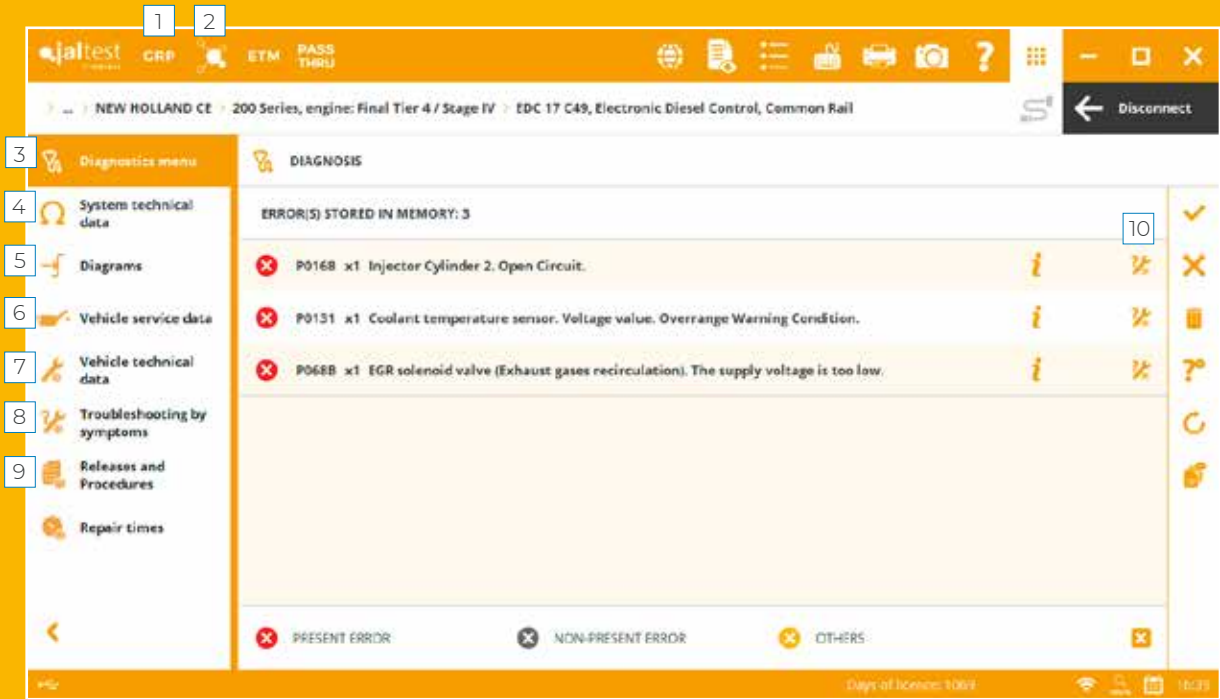 1 2
jaltest GRP ETM PASS THRU ?
> ... > NEW HOLLAND CE > 200 Series, engine: Final Tier 4 / Stage IV > EDC 17 C49, Electronic Diesel Control, Common Rail
Disconnect
3 Diagnostics menu
DIAGNOSIS
4 System technical
data
ERROR(S) STORED IN MEMORY: 3
10
5 Diagrams
P016B x1 Injector Cylinder 2. Open Circuit. i
6 Vehicle service data
P0131 x1 Coolant temperature sensor. Voltage value. Overrange Warning Condition. i
7 Vehicle technical
data
P068B x1 EGR solenoid valve (Exhaust gases recirculation). The supply voltage is too low. i
8 Troubleshooting by
symptoms
9 Releases and
Procedures
Repair times
PRESENT ERROR NON-PRESENT ERROR OTHERS
Days of licence: 1069
16:39